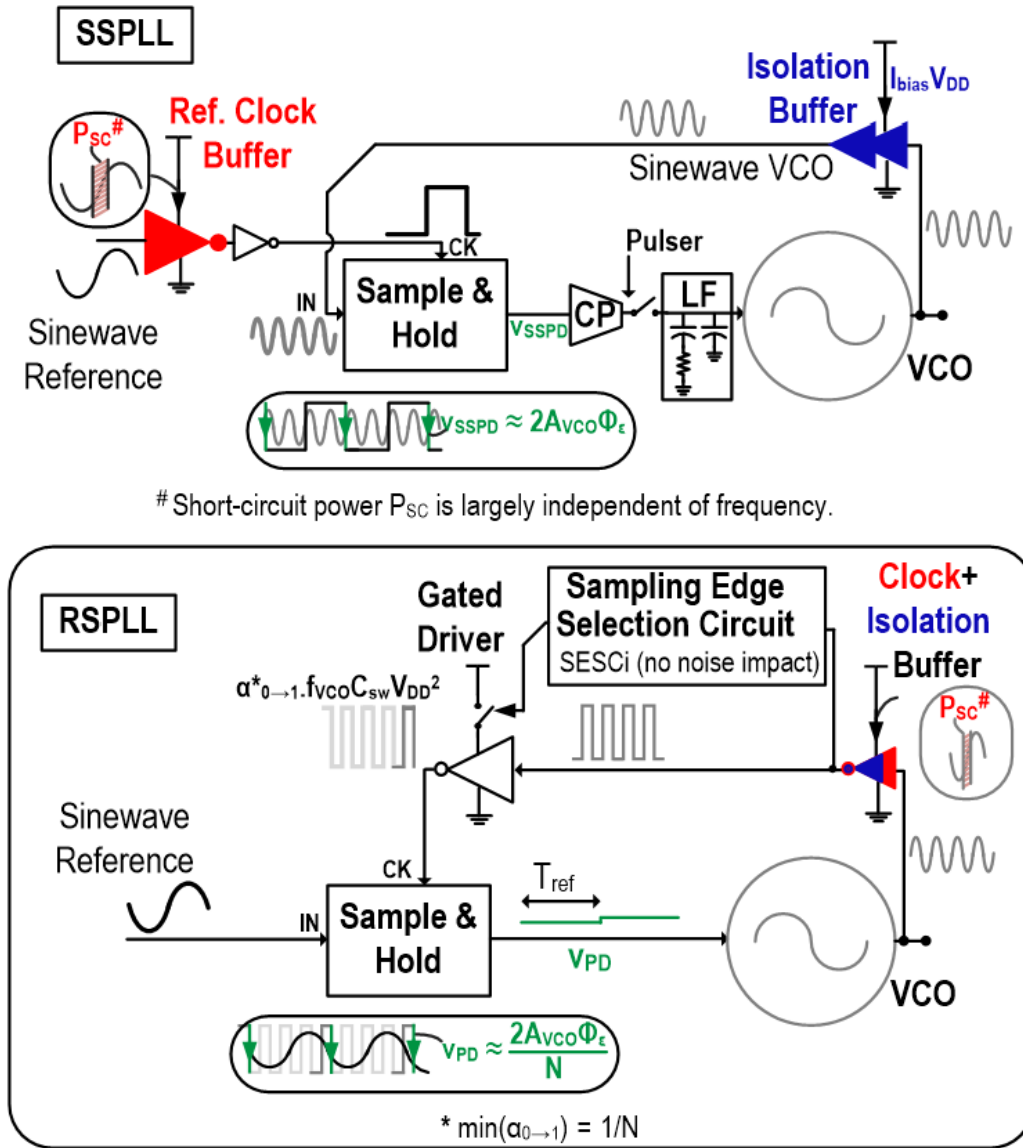 SSPLL
Isolation
Buffer
IbiasVDD
PSC#
Ref. Clock
Buffer
Sinewave VCO
CK
Pulser
IN
Sample &
Hold
vSSPD
CP
LF
Sinewave
Reference
VCO
vSSPD ≈ 2AVCOΦε
# Short-circuit power PSC is largely independent of frequency.
RSPLL
Gated
Driver
Sampling Edge
Selection Circuit
SESCi (no noise impact)
Clock+
Isolation
Buffer
α*0→1.fVCOCswVDD2
PSC#
Sinewave
Reference
CK
IN
Sample &
Hold
Tref
vPD
VCO
vPD ≈ 2AVCOΦε
N
* min(α0→1) = 1/N